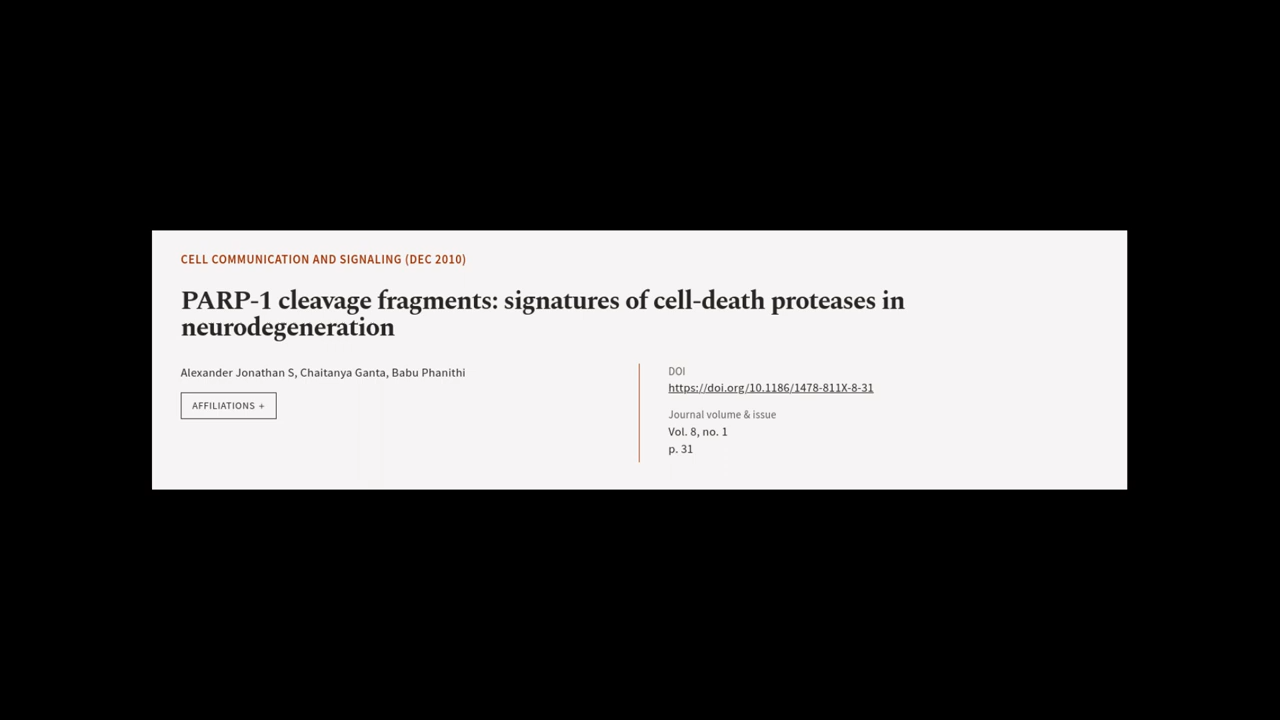 CELL COMMUNICATION AND SIGNALING (DEC 2010)
PARP-1 cleavage fragments: signatures of cell-death proteases in
neurodegeneration
Alexander Jonathan S, Chaitanya Ganta, Babu Phanithi
AFFILIATIONS +
DOI
https://doi.org/10.1186/1478-811X-8-31
Journal volume & issue
Vol. 8, no. 1
p. 31